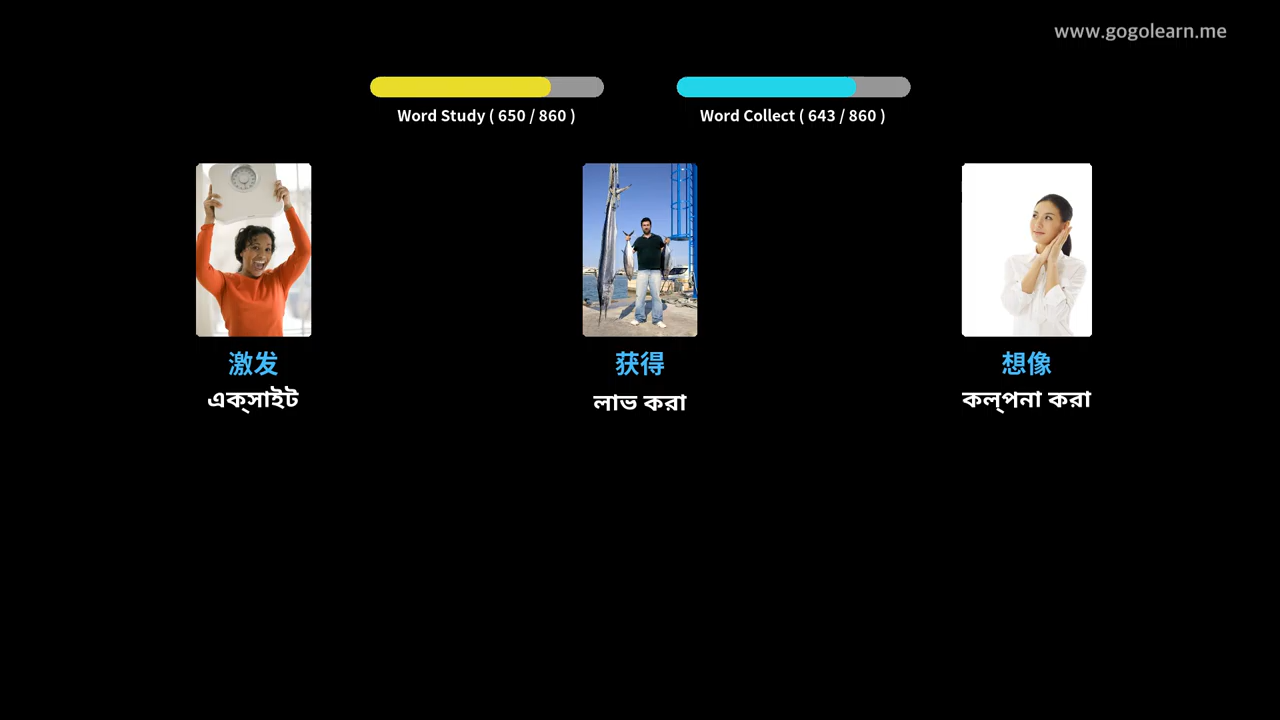 www.gogolearn.me
Word Study ( 650 / 860 )
Word Collect ( 643 / 860 )
激发
获得
想像
এক্সাইট
লাভ করা
কল্পনা করা